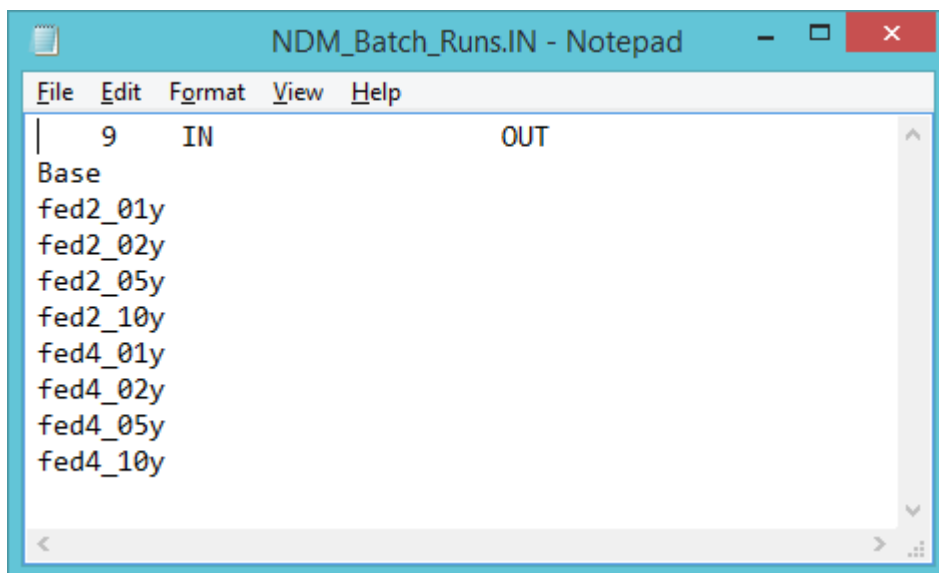 NDM_Batch_Runs.IN - Notepad
File Edit Format View Help
9 IN OUT
Base
fed2_01y
fed2_02y
fed2_05y
fed2_10y
fed4_01y
fed4_02y
fed4_05y
fed4_10y